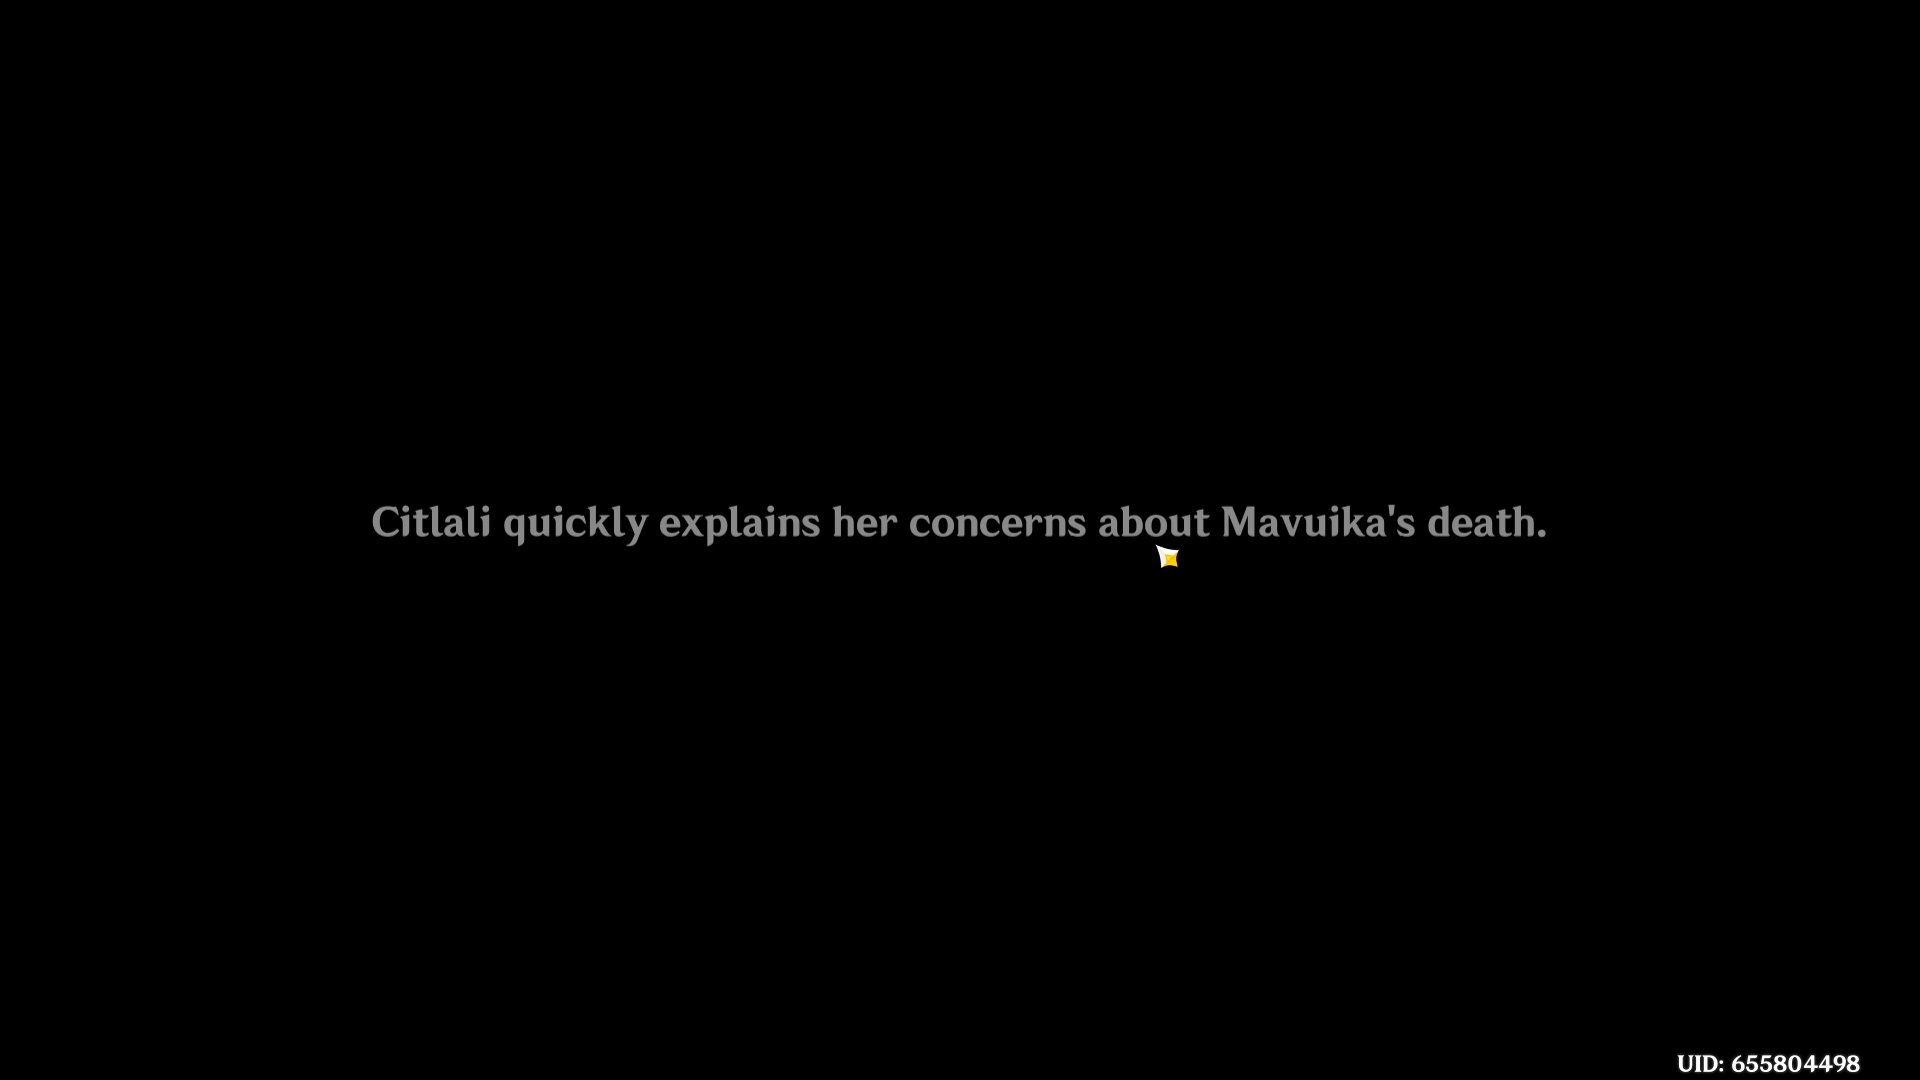 Citlali quickly explains her concerns about Mavuika's death.
UID: 655804498